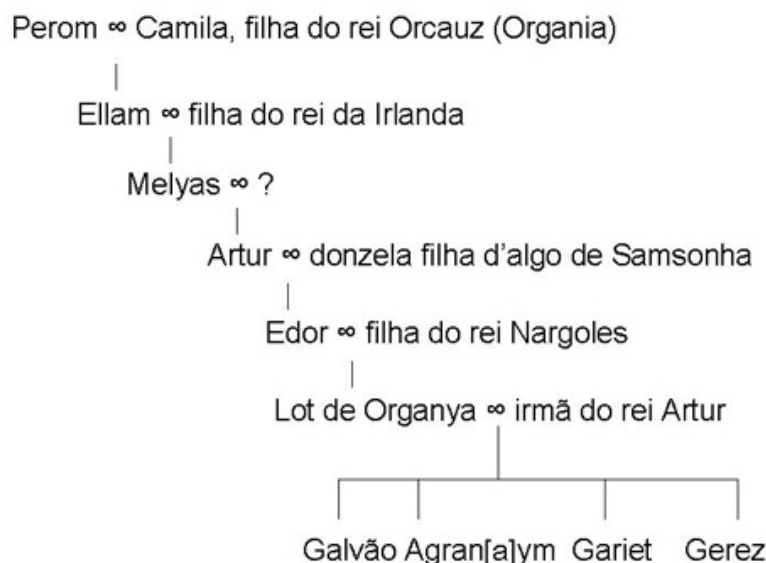 Perom ∞ Camila, filha do rei Orcauz (Organia)
Ellam ∞ filha do rei da Irlanda
Melyas ∞ ?
Artur ∞ donzela filha d'algo de Samsonha
Edor ∞ filha do rei Nargoles
Lot de Organya ∞ irmã do rei Artur
Galvão Agran[a]ym Gariet Gerez